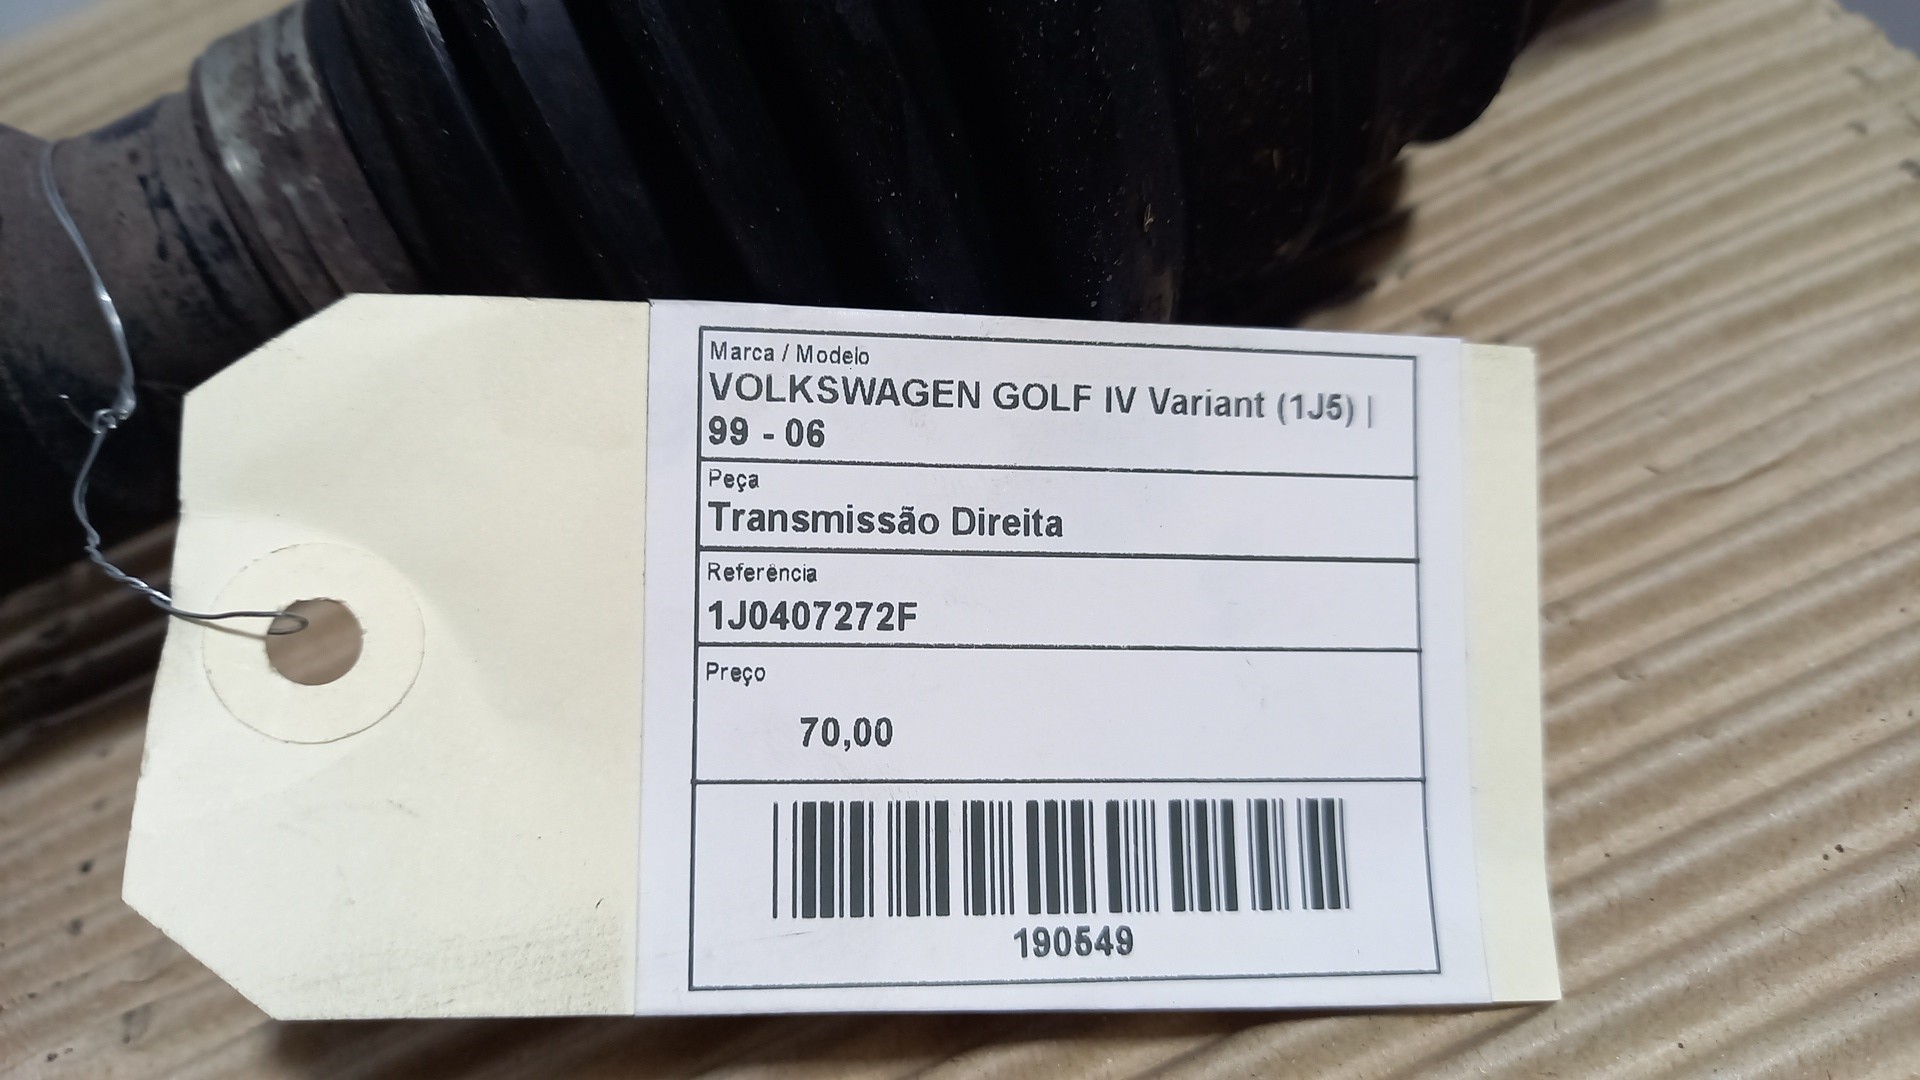 Marca / Modelo
VOLKSWAGEN GOLF IV Variant (1J5) |
99 - 06
Peça
Transmissão Direita
Referência
1J0407272F
Preço
70,00
190549